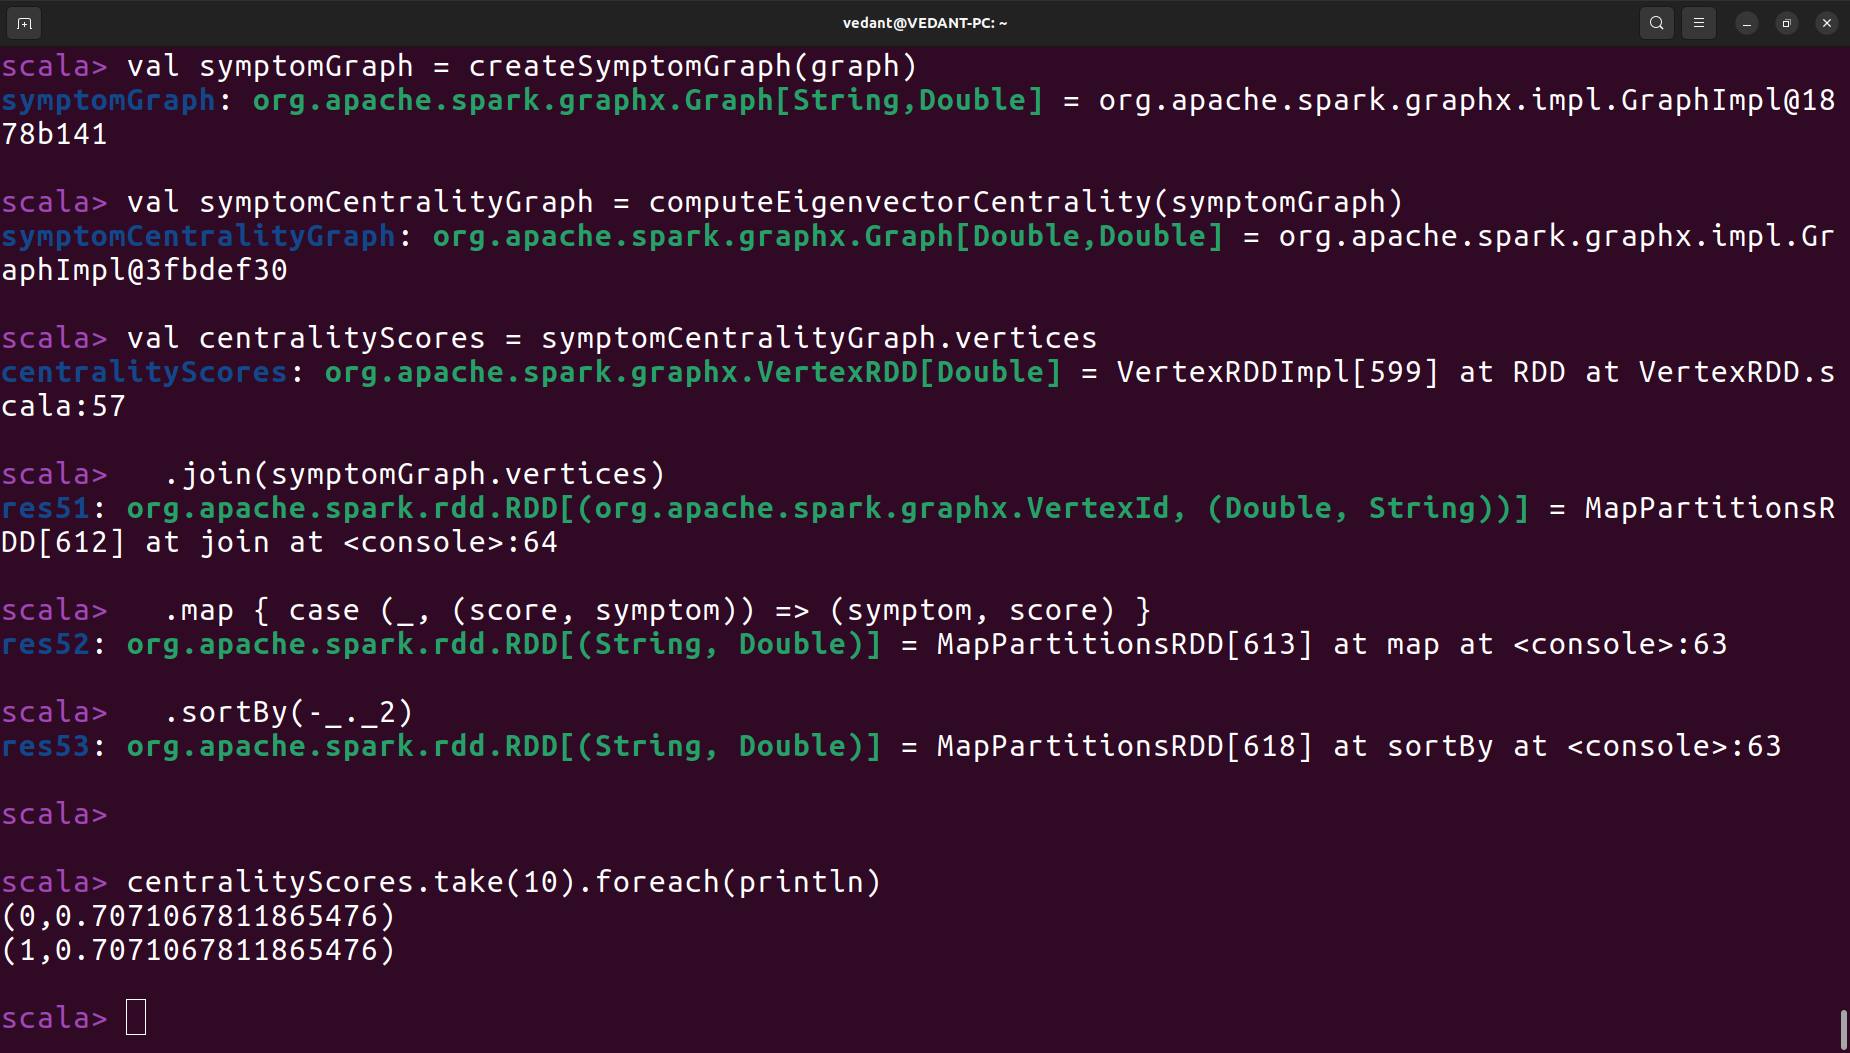 vedant@VEDANT-PC: ~
scala> val symptomGraph = createSymptomGraph(graph)
symptomGraph: org.apache.spark.graphx.Graph[String,Double] = org.apache.spark.graphx.impl.GraphImpl@18
78b141
scala> val symptomCentralityGraph = computeEigenvectorCentrality(symptomGraph)
symptomCentralityGraph: org.apache.spark.graphx.Graph[Double,Double] = org.apache.spark.graphx.impl.Gr
aphImpl@3fbdef30
scala> val centralityScores = symptomCentralityGraph.vertices
centralityScores: org.apache.spark.graphx.VertexRDD[Double] = VertexRDDImpl[599] at RDD at VertexRDD.s
cala:57
scala>   .join(symptomGraph.vertices)
res51: org.apache.spark.rdd.RDD[(org.apache.spark.graphx.VertexId, (Double, String))] = MapPartitionsR
DD[612] at join at <console>:64
scala>   .map { case (_, (score, symptom)) => (symptom, score) }
res52: org.apache.spark.rdd.RDD[(String, Double)] = MapPartitionsRDD[613] at map at <console>:63
scala>   .sortBy(-_._2)
res53: org.apache.spark.rdd.RDD[(String, Double)] = MapPartitionsRDD[618] at sortBy at <console>:63
scala>
scala> centralityScores.take(10).foreach(println)
(0,0.7071067811865476)
(1,0.7071067811865476)
scala>